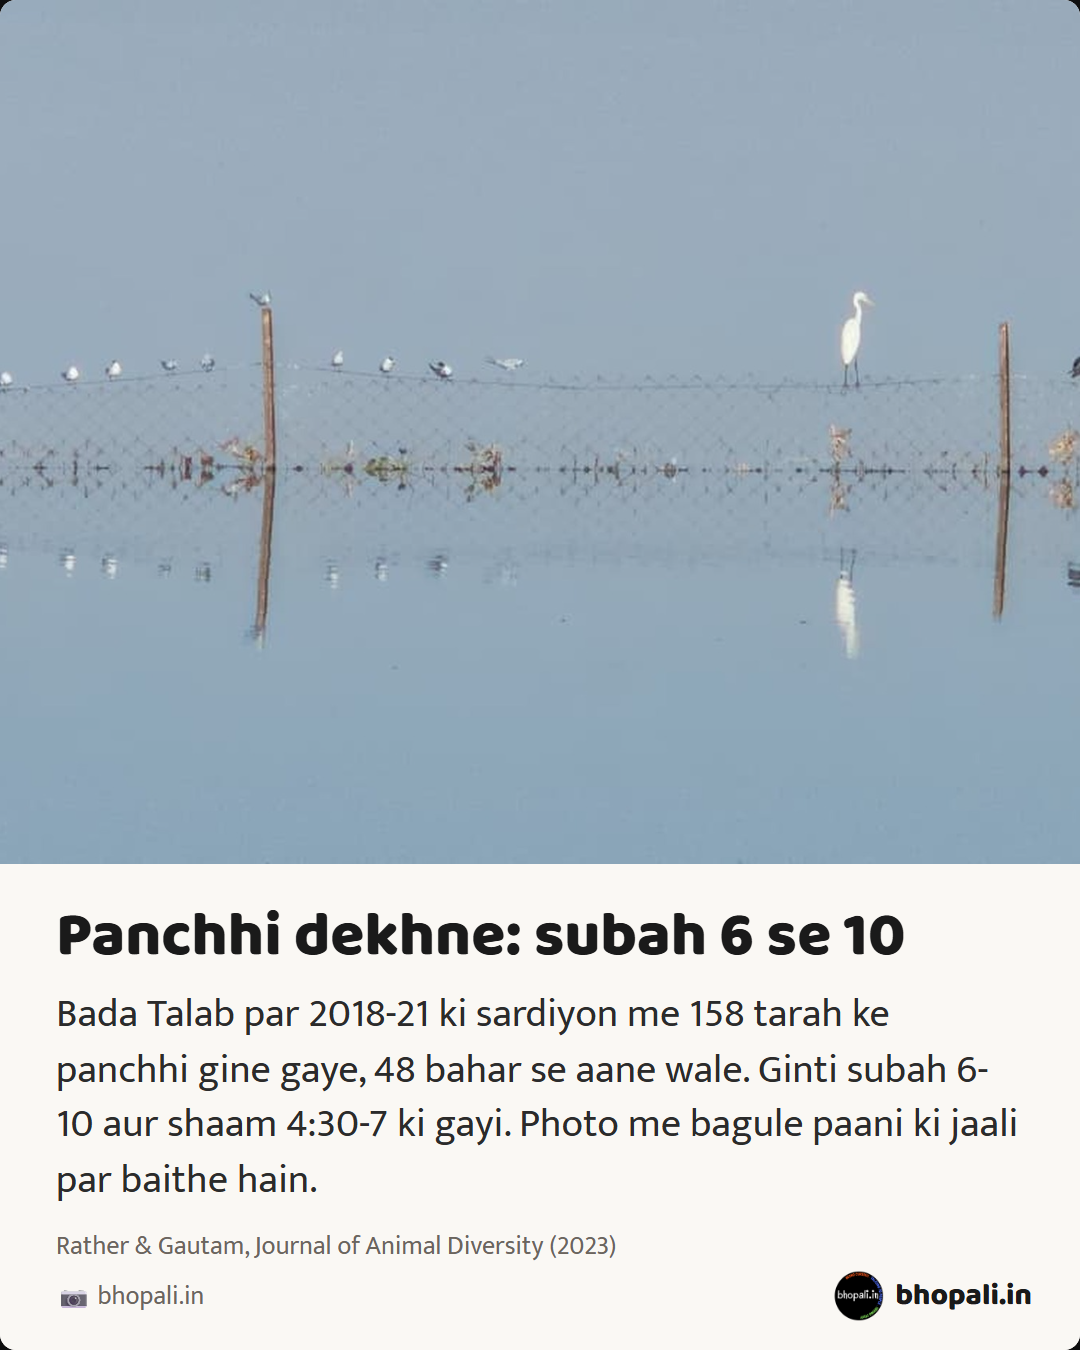 Panchhi dekhne: subah 6 se 10
Bada Talab par 2018-21 ki sardiyon me 158 tarah ke
panchhi gine gaye, 48 bahar se aane wale. Ginti subah 6-
10 aur shaam 4:30-7 ki gayi. Photo me bagule paani ki jaali
par baithe hain.
Rather & Gautam, Journal of Animal Diversity (2023)
bhopali.in
bhopali.in
bhopali.in